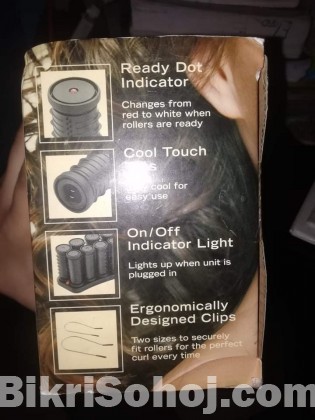 Ready Dot
Indicator
Changes from
red to white when
rollers are ready
Cool Touch
cool for
easy use
On/Off
Indicator Light
Lights up when unit is
plugged in
Ergonomically
Designed Clips
Two sizes to securely
fit rollers for the perfect
curl every time
BikriSohoj.com